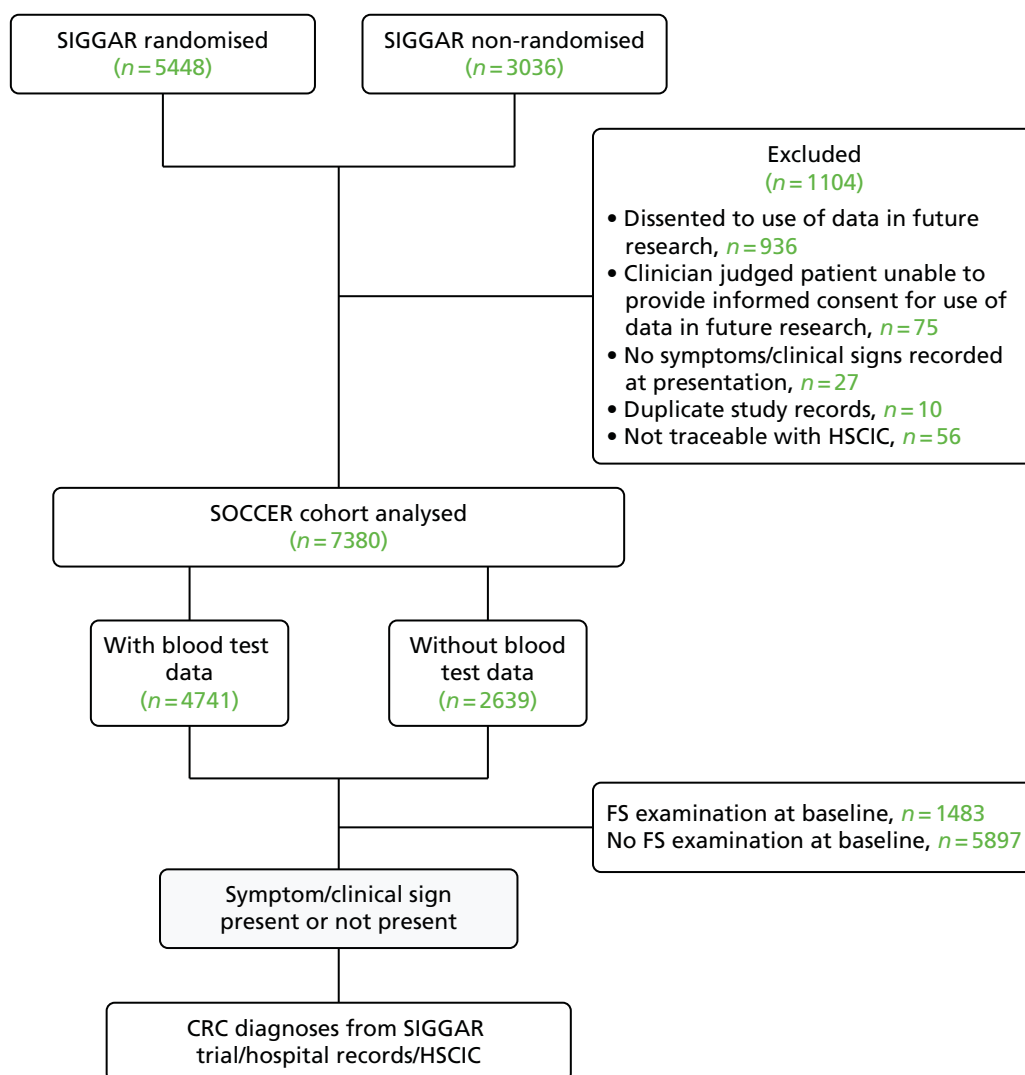 SIGGAR randomised
(n = 5448)
SIGGAR non-randomised
(n = 3036)
Excluded
(n = 1104)
• Dissented to use of data in future
research, n = 936
• Clinician judged patient unable to
provide informed consent for use of
data in future research, n = 75
• No symptoms/clinical signs recorded
at presentation, n = 27
• Duplicate study records, n = 10
• Not traceable with HSCIC, n = 56
SOCCER cohort analysed
(n = 7380)
With blood test
data
(n = 4741)
Without blood
test data
(n = 2639)
FS examination at baseline, n = 1483
No FS examination at baseline, n = 5897
Symptom/clinical sign
present or not present
CRC diagnoses from SIGGAR
trial/hospital records/HSCIC